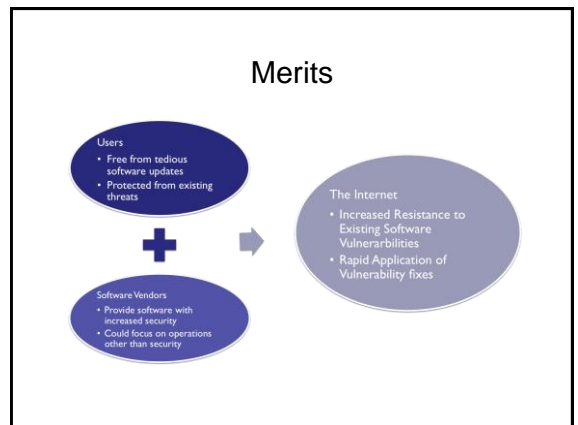 Merits
Users
• Free from tedious
software updates
• Protected from existing
threats
Software Vendors
• Provide software with
increased security
• Could focus on operations
other than security
The Internet
• Increased Resistance to
Existing Software
Vulnerarbilities
• Rapid Application of
Vulnerability fixes